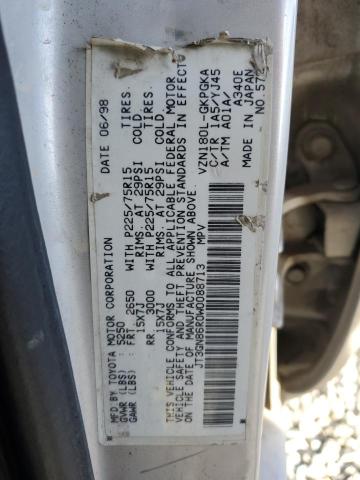 MFD BY TOYOTA MOTOR CORPORATION DATE 06/98
GVWR (LBS) 5250
GAWR (LBS) FRT 2650 WITH P225/75R15 TIRES.
15X7J RIMS. AT 29PSI COLD
RR 3000 WITH P225/75R15 TIRES.
15X7J RIMS. AT 29PSI COLD
THIS VEHICLE CONFORMS TO ALL APPLICABLE FEDERAL MOTOR
VEHICLE SAFETY AND THEFT PREVENTION STANDARDS IN EFFECT
ON THE DATE OF MANUFACTURE SHOWN ABOVE.
JT3GN86R0W0088713 MPV
VZN180L-GKPGKA
C/TR 1A5/YJ45
A/TM A01A/ A340E
MADE IN JAPAN
NO.572